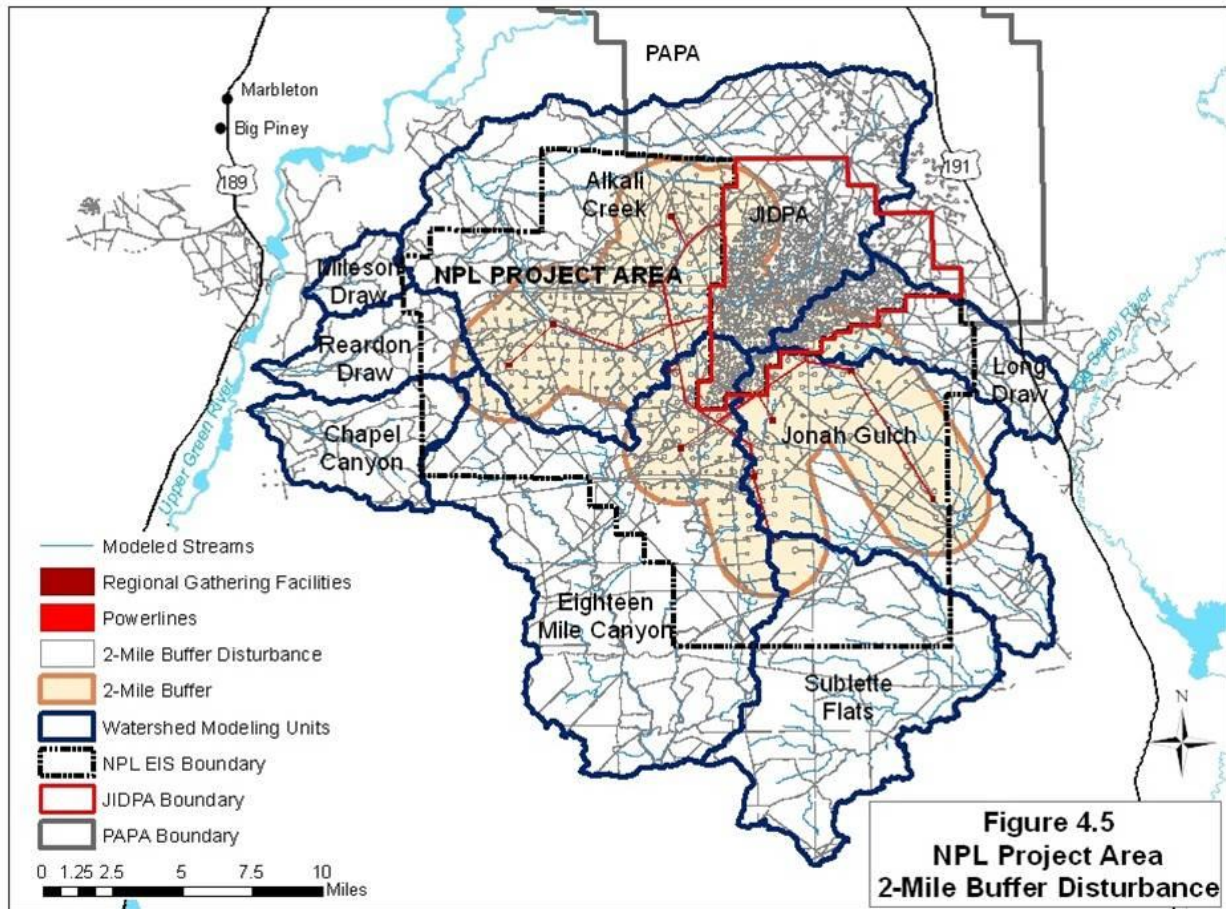 PAPA
Marbleton
Big Piney
189
191
Alkali
Creek
JIDPA
NPL PROJECT AREA
Mileson
Draw
Reardon
Draw
Long
Draw
Chapel
Canyon
Jonah Gulch
Upper Green River
Big Sandy River
Eighteen
Mile Canyon
Sublette
Flats
Modeled Streams
Regional Gathering Facilities
Powerlines
2-Mile Buffer Disturbance
2-Mile Buffer
Watershed Modeling Units
NPL EIS Boundary
JIDPA Boundary
PAPA Boundary
0 1.25 2.5 5 7.5 10
Miles
N
Figure 4.5
NPL Project Area
2-Mile Buffer Disturbance